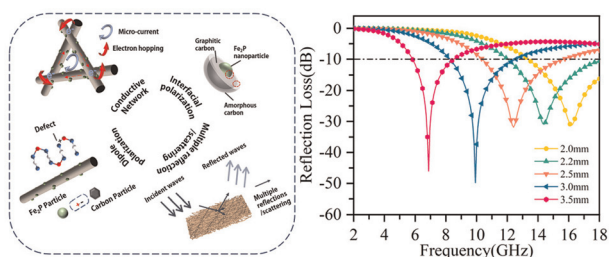 Micro-current
Electron hopping
Graphitic
carbon
Fe₂P
nanoparticle
Amorphous
carbon
Conductive
Network
Interfacial
polarization
Dipole
polarization
Multiple reflection
/scattering
Defect
Fe₂P Particle
Carbon Particle
Reflected waves
Incident waves
Multiple
reflections
/scattering
Reflection Loss(dB)
0
-10
-20
-30
-40
-50
-60
2.0mm
2.2mm
2.5mm
3.0mm
3.5mm
2 4 6 8 10 12 14 16 18
Frequency(GHz)